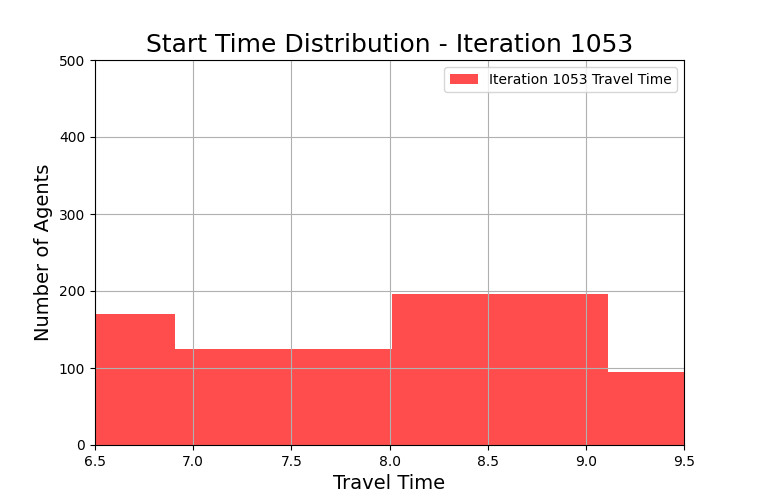 Start Time Distribution - Iteration 1053
Iteration 1053 Travel Time
Number of Agents
500
400
300
200
100
0
6.5 7.0 7.5 8.0 8.5 9.0 9.5
Travel Time